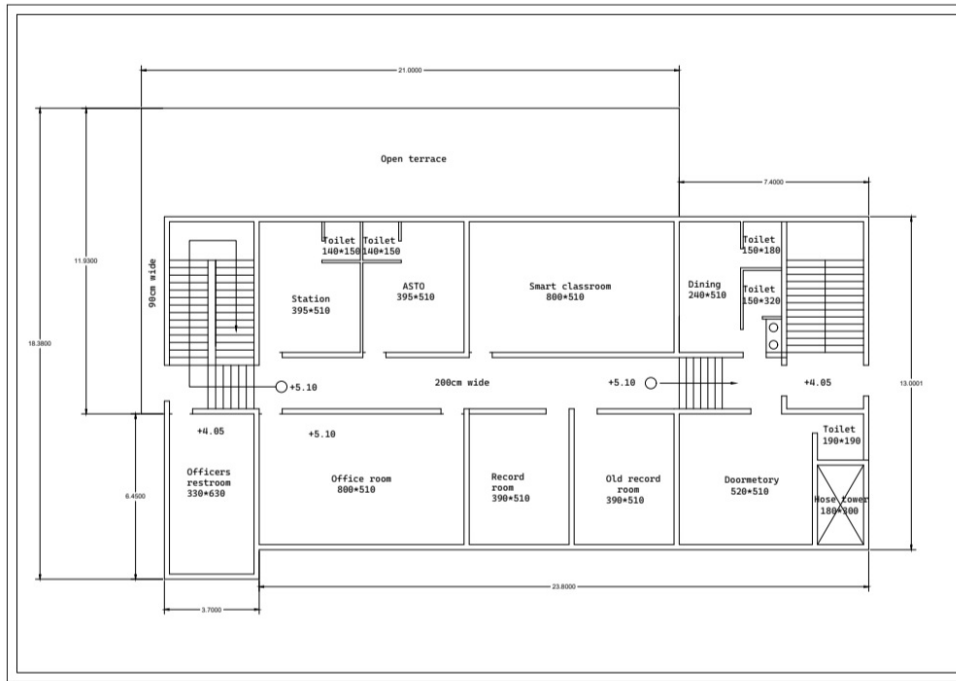 21.0000
Open terrace
7.4000
11.9300
90cm wide
18.3800
Toilet
140*150
Toilet
140*150
Station
395*510
ASTO
395*510
Smart classroom
800*510
Dining
240*510
Toilet
150*180
Toilet
150*320
+5.10
200cm wide
+5.10
+4.05
13.0001
+4.05
+5.10
6.4500
Officers
restroom
330*630
Office room
800*510
Record
room
390*510
Old record
room
390*510
Doormetory
520*510
Toilet
190*190
Hose tower
180*300
23.8000
3.7000